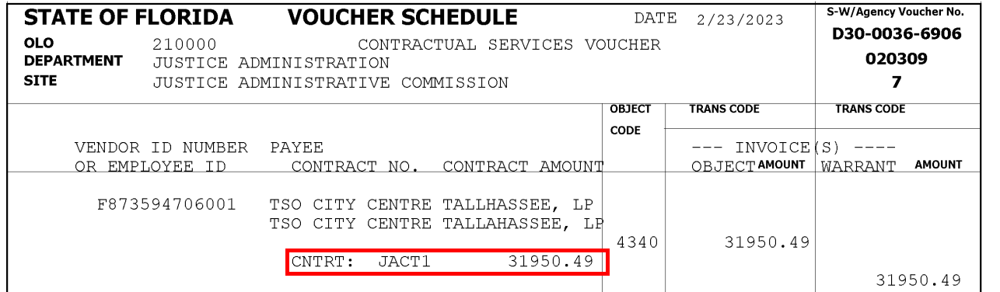 STATE OF FLORIDA VOUCHER SCHEDULE DATE 2/23/2023 S-W/Agency Voucher No.
OLO 210000 CONTRACTUAL SERVICES VOUCHER D30-0036-6906
DEPARTMENT JUSTICE ADMINISTRATION 020309
SITE JUSTICE ADMINISTRATIVE COMMISSION 7
OBJECT TRANS CODE TRANS CODE
CODE
VENDOR ID NUMBER PAYEE --- INVOICE(S) ----
OR EMPLOYEE ID CONTRACT NO. CONTRACT AMOUNT OBJECT AMOUNT WARRANT AMOUNT
F873594706001 TSO CITY CENTRE TALLHASSEE, LP
TSO CITY CENTRE TALLAHASSEE, LP
4340 31950.49
CNTRT: JACT1 31950.49
31950.49